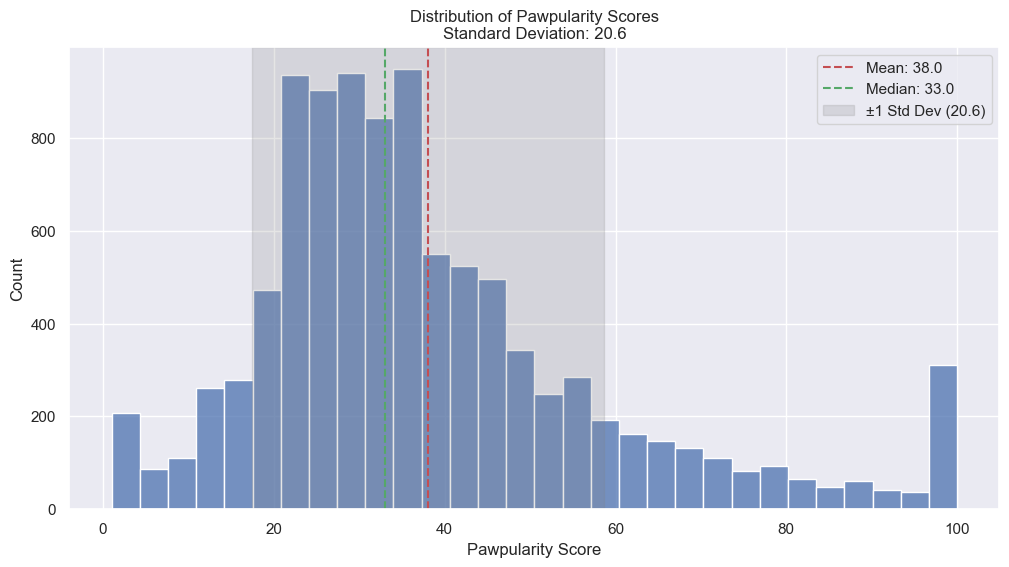 Distribution of Pawpularity Scores
Standard Deviation: 20.6
Mean: 38.0
Median: 33.0
±1 Std Dev (20.6)
Count
800
600
400
200
0
0 20 40 60 80 100
Pawpularity Score